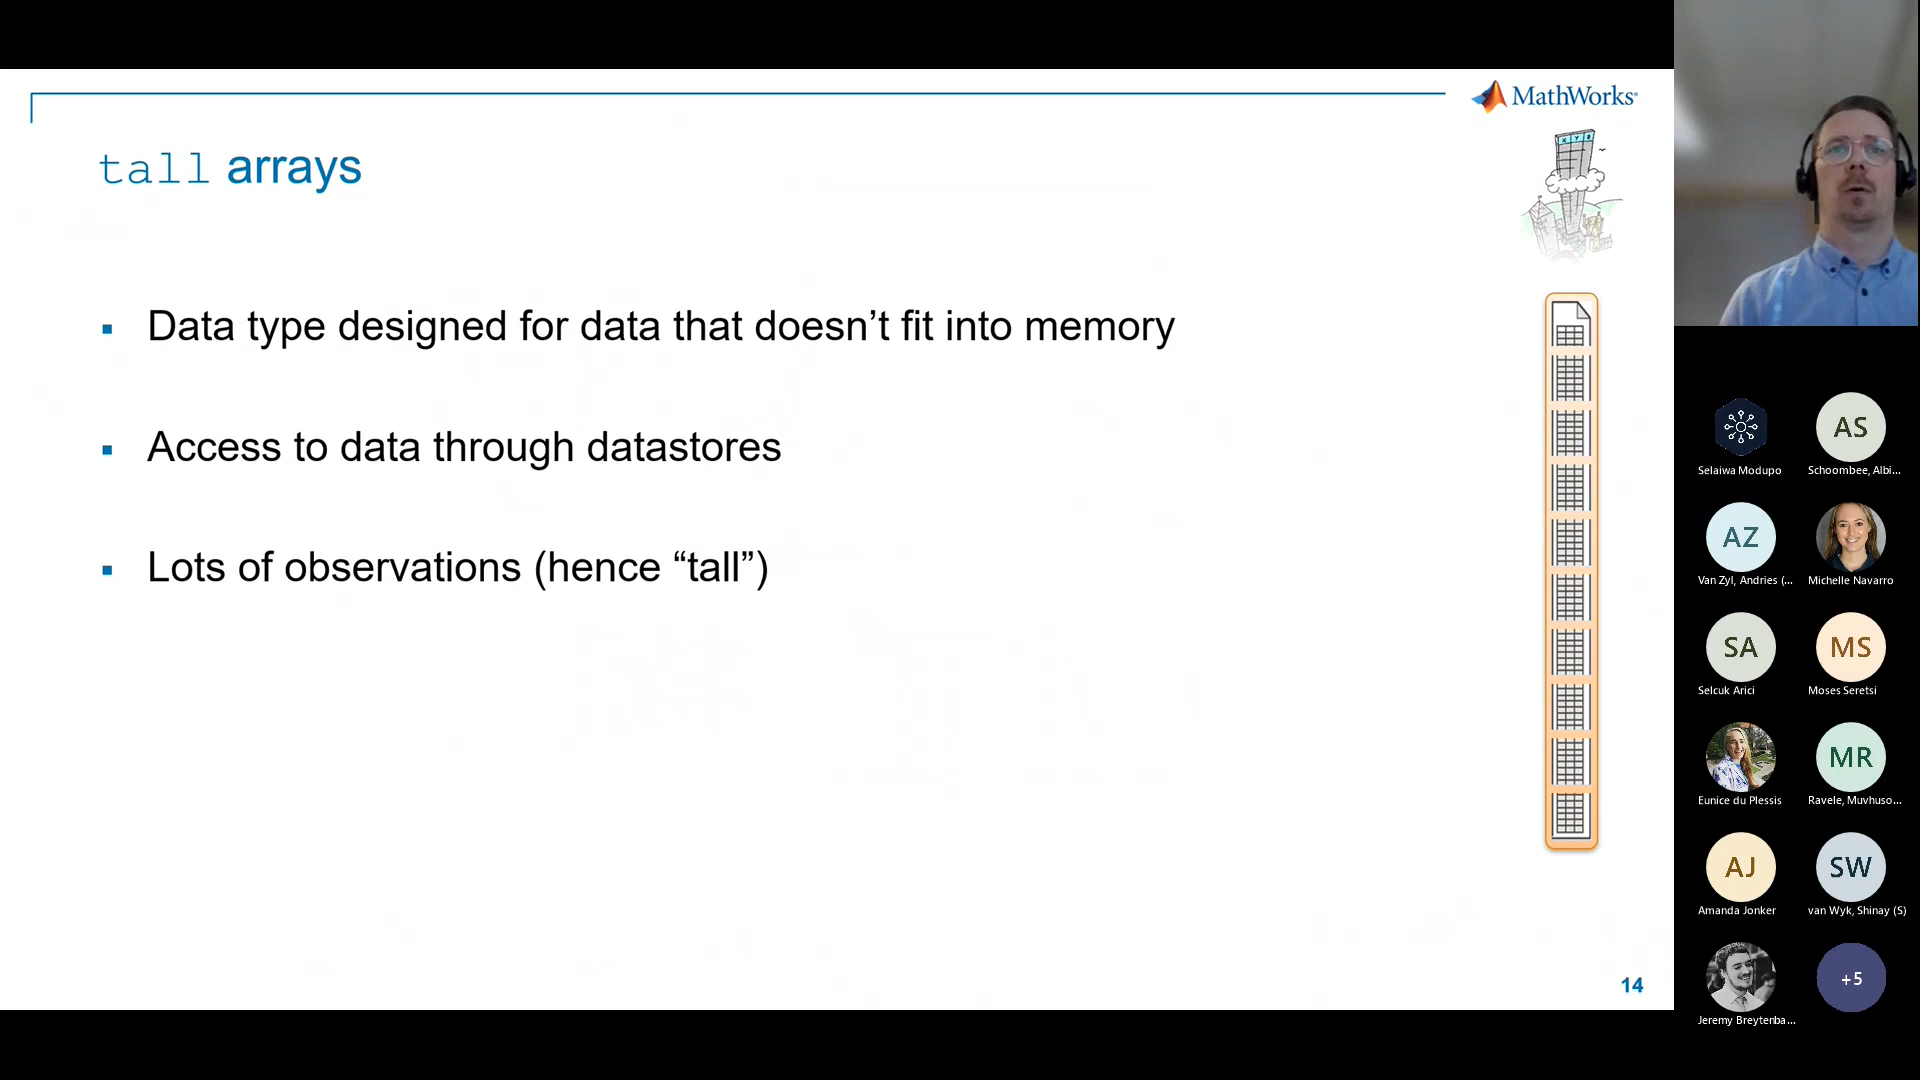 MathWorks®
tall arrays
X Y Z
▪ Data type designed for data that doesn’t fit into memory
▪ Access to data through datastores
▪ Lots of observations (hence “tall”)
14
AS
Selaiwa Modupo
Schoombee, Albi...
AZ
Van Zyl, Andries (...
Michelle Navarro
SA
MS
Selcuk Arici
Moses Seretsi
MR
Eunice du Plessis
Ravele, Muvhuso...
AJ
SW
Amanda Jonker
van Wyk, Shinay (S)
+5
Jeremy Breytenba...